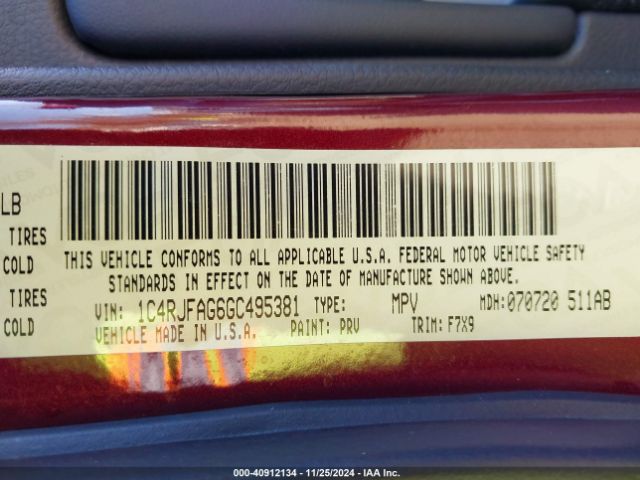 LB
TIRES
COLD
TIRES
COLD
THIS VEHICLE CONFORMS TO ALL APPLICABLE U.S.A. FEDERAL MOTOR VEHICLE SAFETY
STANDARDS IN EFFECT ON THE DATE OF MANUFACTURE SHOWN ABOVE.
VIN: 1C4RJFAG6GC495381 TYPE: MPV MDH:070720 511AB
VEHICLE MADE IN U.S.A. PAINT: PRV TRIM: F7X9
000-40912134 - 11/25/2024 - IAA Inc.